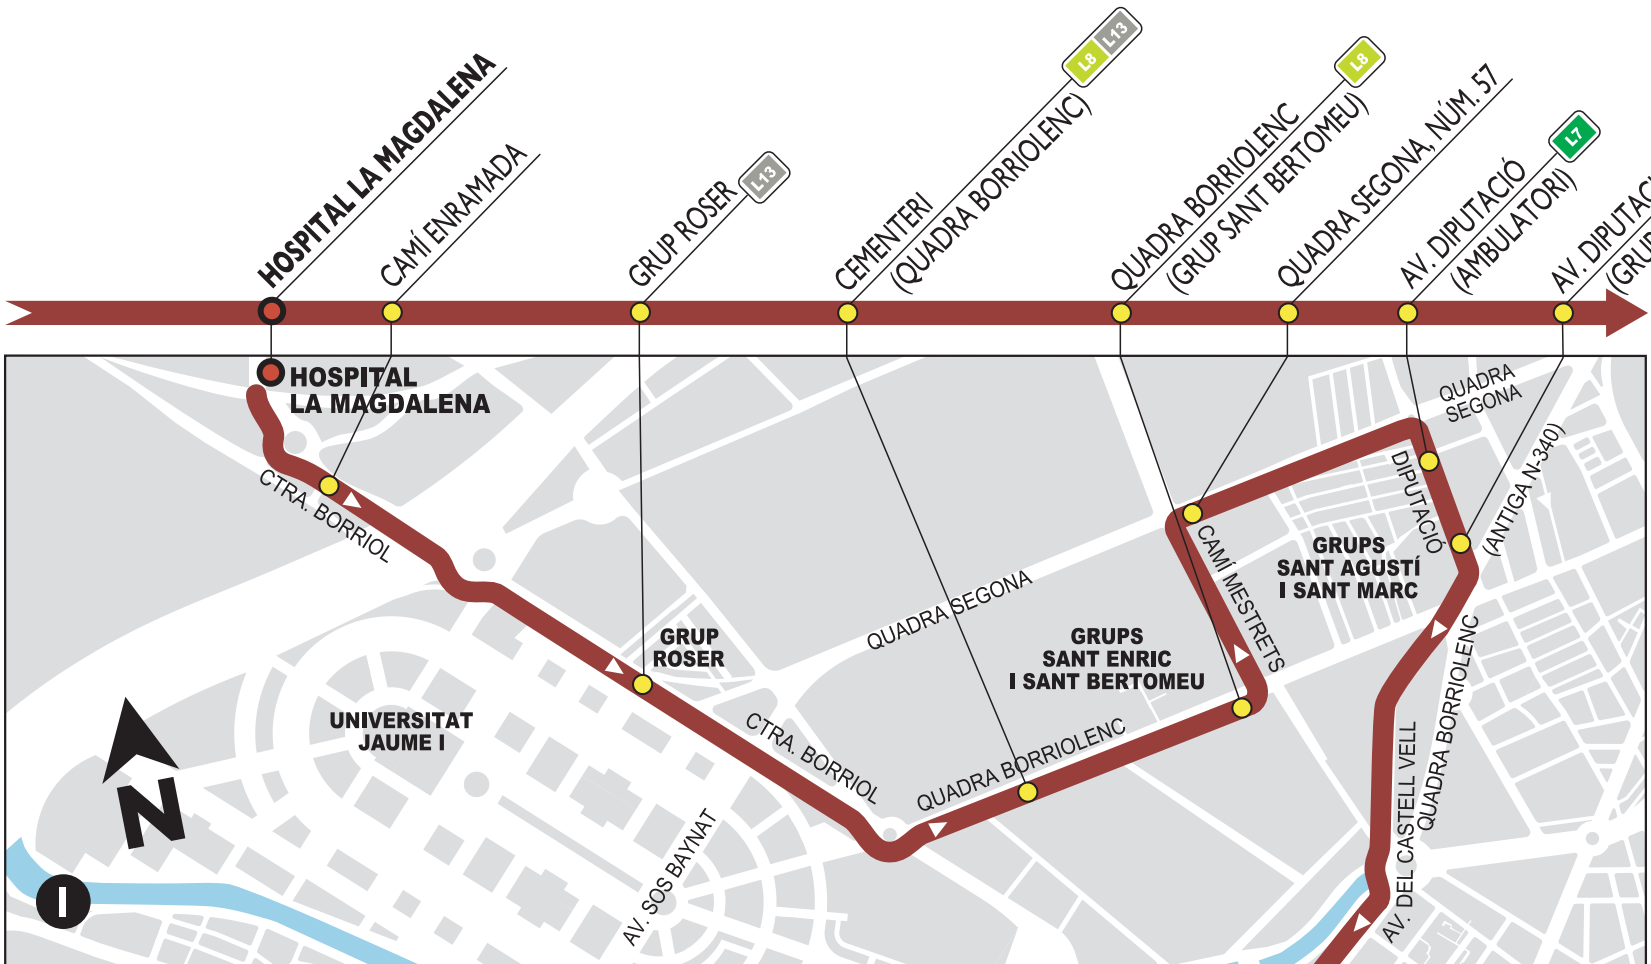 HOSPITAL LA MAGDALENA
CAMÍ ENRAMADA
GRUP ROSER
L13
CEMENTERI
(QUADRA BORRIOLENC)
L8
L13
QUADRA BORRIOLENC
(GRUP SANT BERTOMEU)
L8
QUADRA SEGONA, NÚM. 57
AV. DIPUTACIÓ
(AMBULATORI)
L7
AV. DIPUTAC
(GRUP
HOSPITAL
LA MAGDALENA
CTRA. BORRIOL
QUADRA
SEGONA
DIPUTACIÓ
(ANTIGA N-340)
GRUPS
SANT AGUSTÍ
I SANT MARC
CAMÍ MESTRETS
QUADRA SEGONA
GRUP
ROSER
GRUPS
SANT ENRIC
I SANT BERTOMEU
UNIVERSITAT
JAUME I
CTRA. BORRIOL
QUADRA BORRIOLENC
QUADRA BORRIOLENC
AV. DEL CASTELL VELL
AV. SOS BAYNAT
N
I